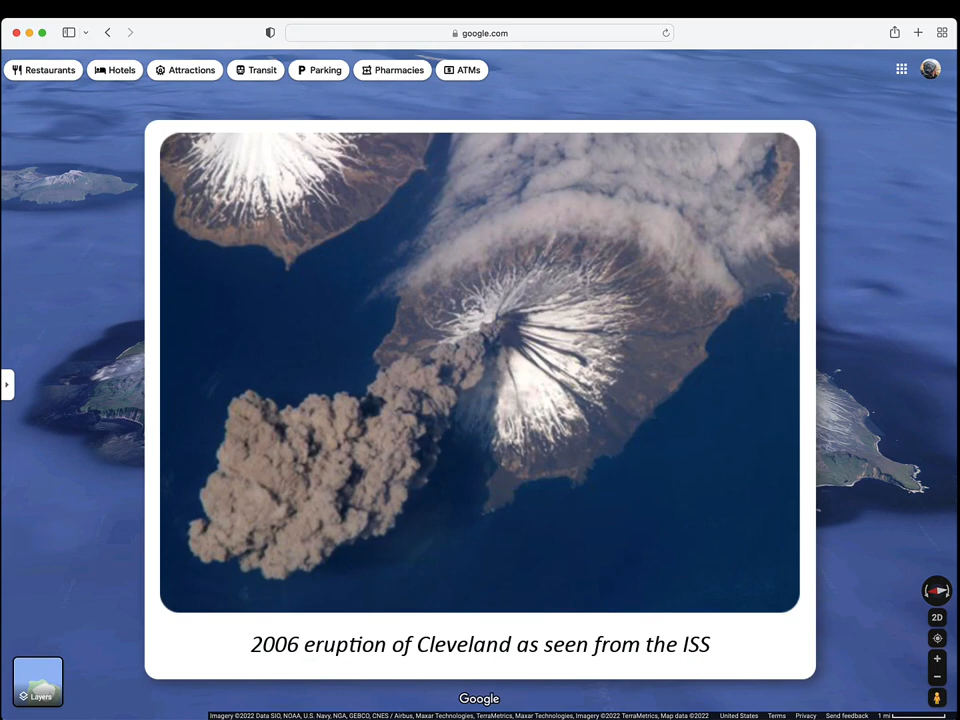 google.com
Restaurants
Hotels
Attractions
Transit
Parking
Pharmacies
ATMs
2006 eruption of Cleveland as seen from the ISS
2D
Layers
Google
Imagery ©2022 Data SIO, NOAA, U.S. Navy, NGA, GEBCO, CNES / Airbus, Maxar Technologies, TerraMetrics, Maxar Technologies, Imagery ©2022 TerraMetrics, Map data ©2022 United States Terms Privacy Send feedback 1 mi